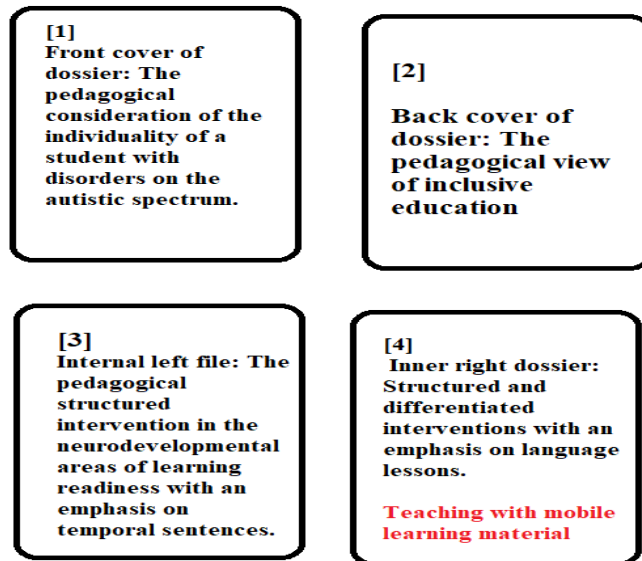 [1]
Front cover of
dossier: The
pedagogical
consideration of the
individuality of a
student with
disorders on the
autistic spectrum.
[2]
Back cover of
dossier: The
pedagogical view
of inclusive
education
[3]
Internal left file: The
pedagogical
structured
intervention in the
neurodevelopmental
areas of learning
readiness with an
emphasis on
temporal sentences.
[4]
Inner right dossier:
Structured and
differentiated
interventions with an
emphasis on language
lessons.
Teaching with mobile
learning material